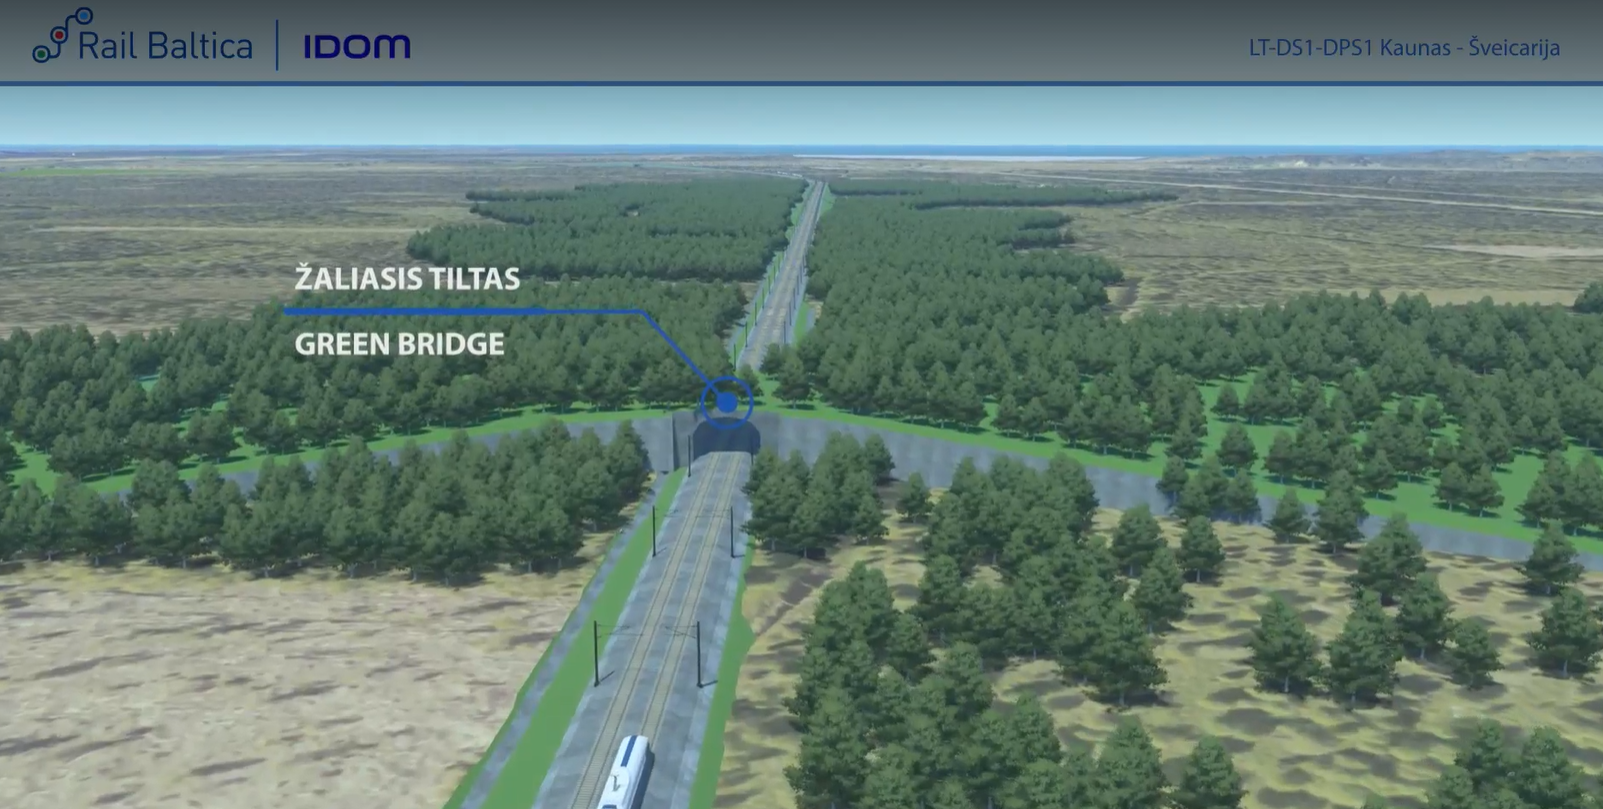 Rail Baltica
IDOM
LT-DS1-DPS1 Kaunas - Šveicarija
ŽALIASIS TILTAS
GREEN BRIDGE